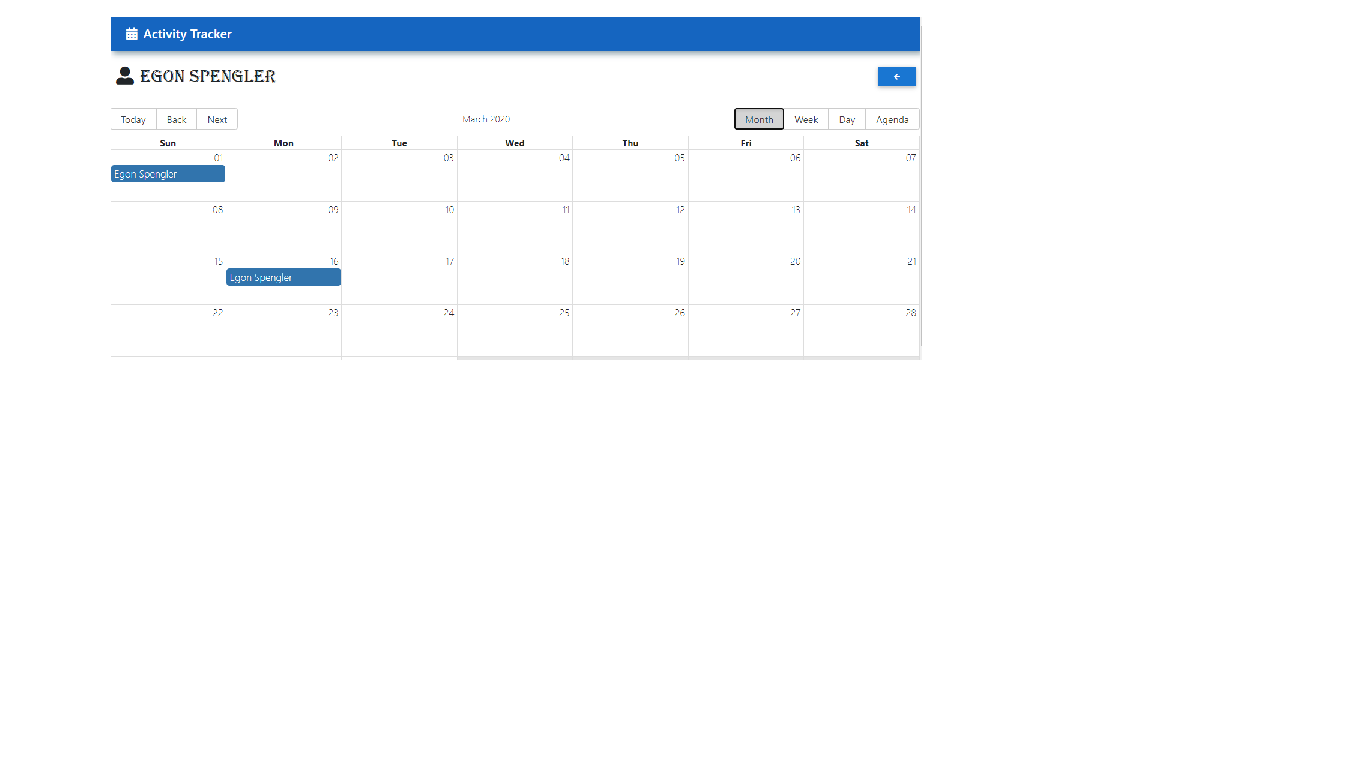 Activity Tracker
EGON SPENGLER
Today Back Next March 2020 Month Week Day Agenda
Sun Mon Tue Wed Thu Fri Sat
01 02 03 04 05 06 07
Egon Spengler
08 09 10 11 12 13 14
15 16 17 18 19 20 21
Egon Spengler
22 23 24 25 26 27 28